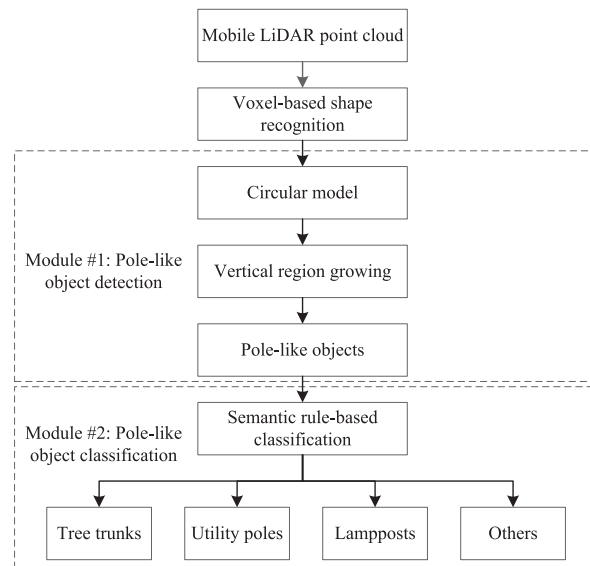 Mobile LiDAR point cloud
Voxel-based shape
recognition
Circular model
Module #1: Pole-like
object detection
Vertical region growing
Pole-like objects
Module #2: Pole-like
object classification
Semantic rule-based
classification
Tree trunks
Utility poles
Lampposts
Others